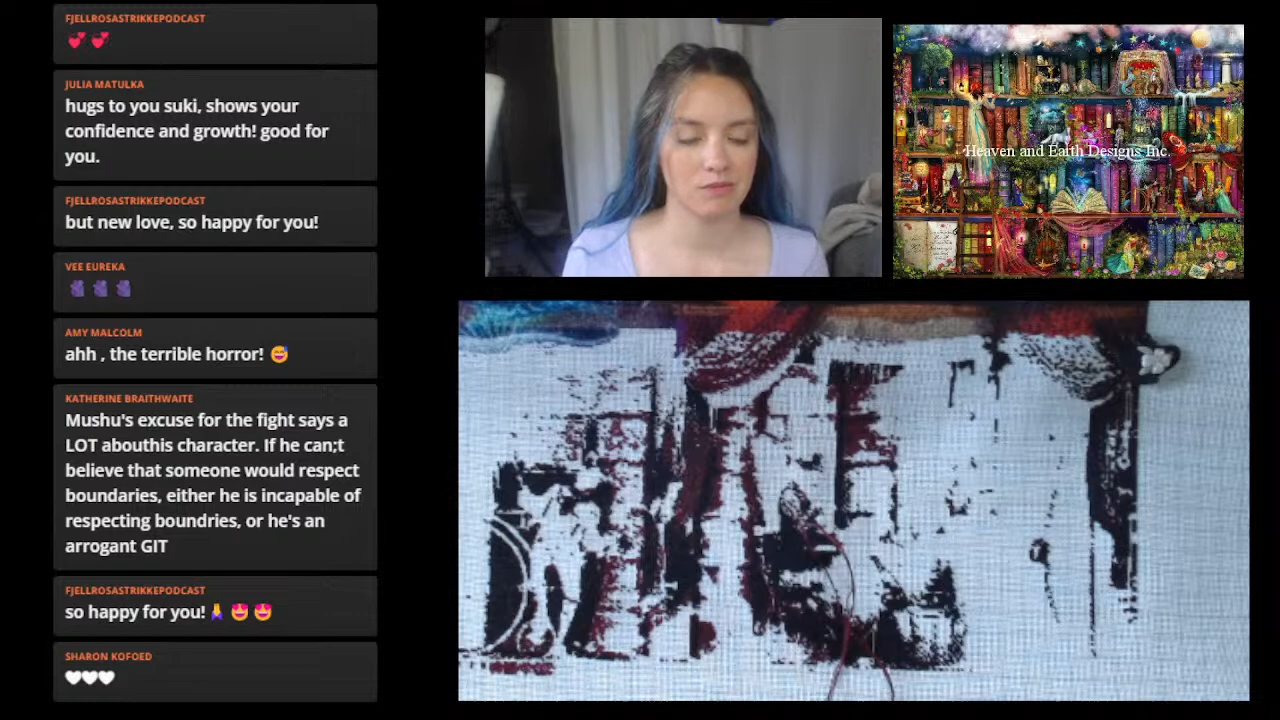 FJELLROSASTRIKKEPODCAST
💞 💞
JULIA MATULKA
hugs to you suki, shows your
confidence and growth! good for
you.
FJELLROSASTRIKKEPODCAST
but new love, so happy for you!
VEE EUREKA
AMY MALCOLM
ahh , the terrible horror! 😅
KATHERINE BRAITHWAITE
Mushu's excuse for the fight says a
LOT aboutthis character. If he can;t
believe that someone would respect
boundaries, either he is incapable of
respecting boundries, or he's an
arrogant GIT
FJELLROSASTRIKKEPODCAST
so happy for you! 🤩 🤩
SHARON KOFOED
🤍🤍🤍
Heaven and Earth Designs Inc